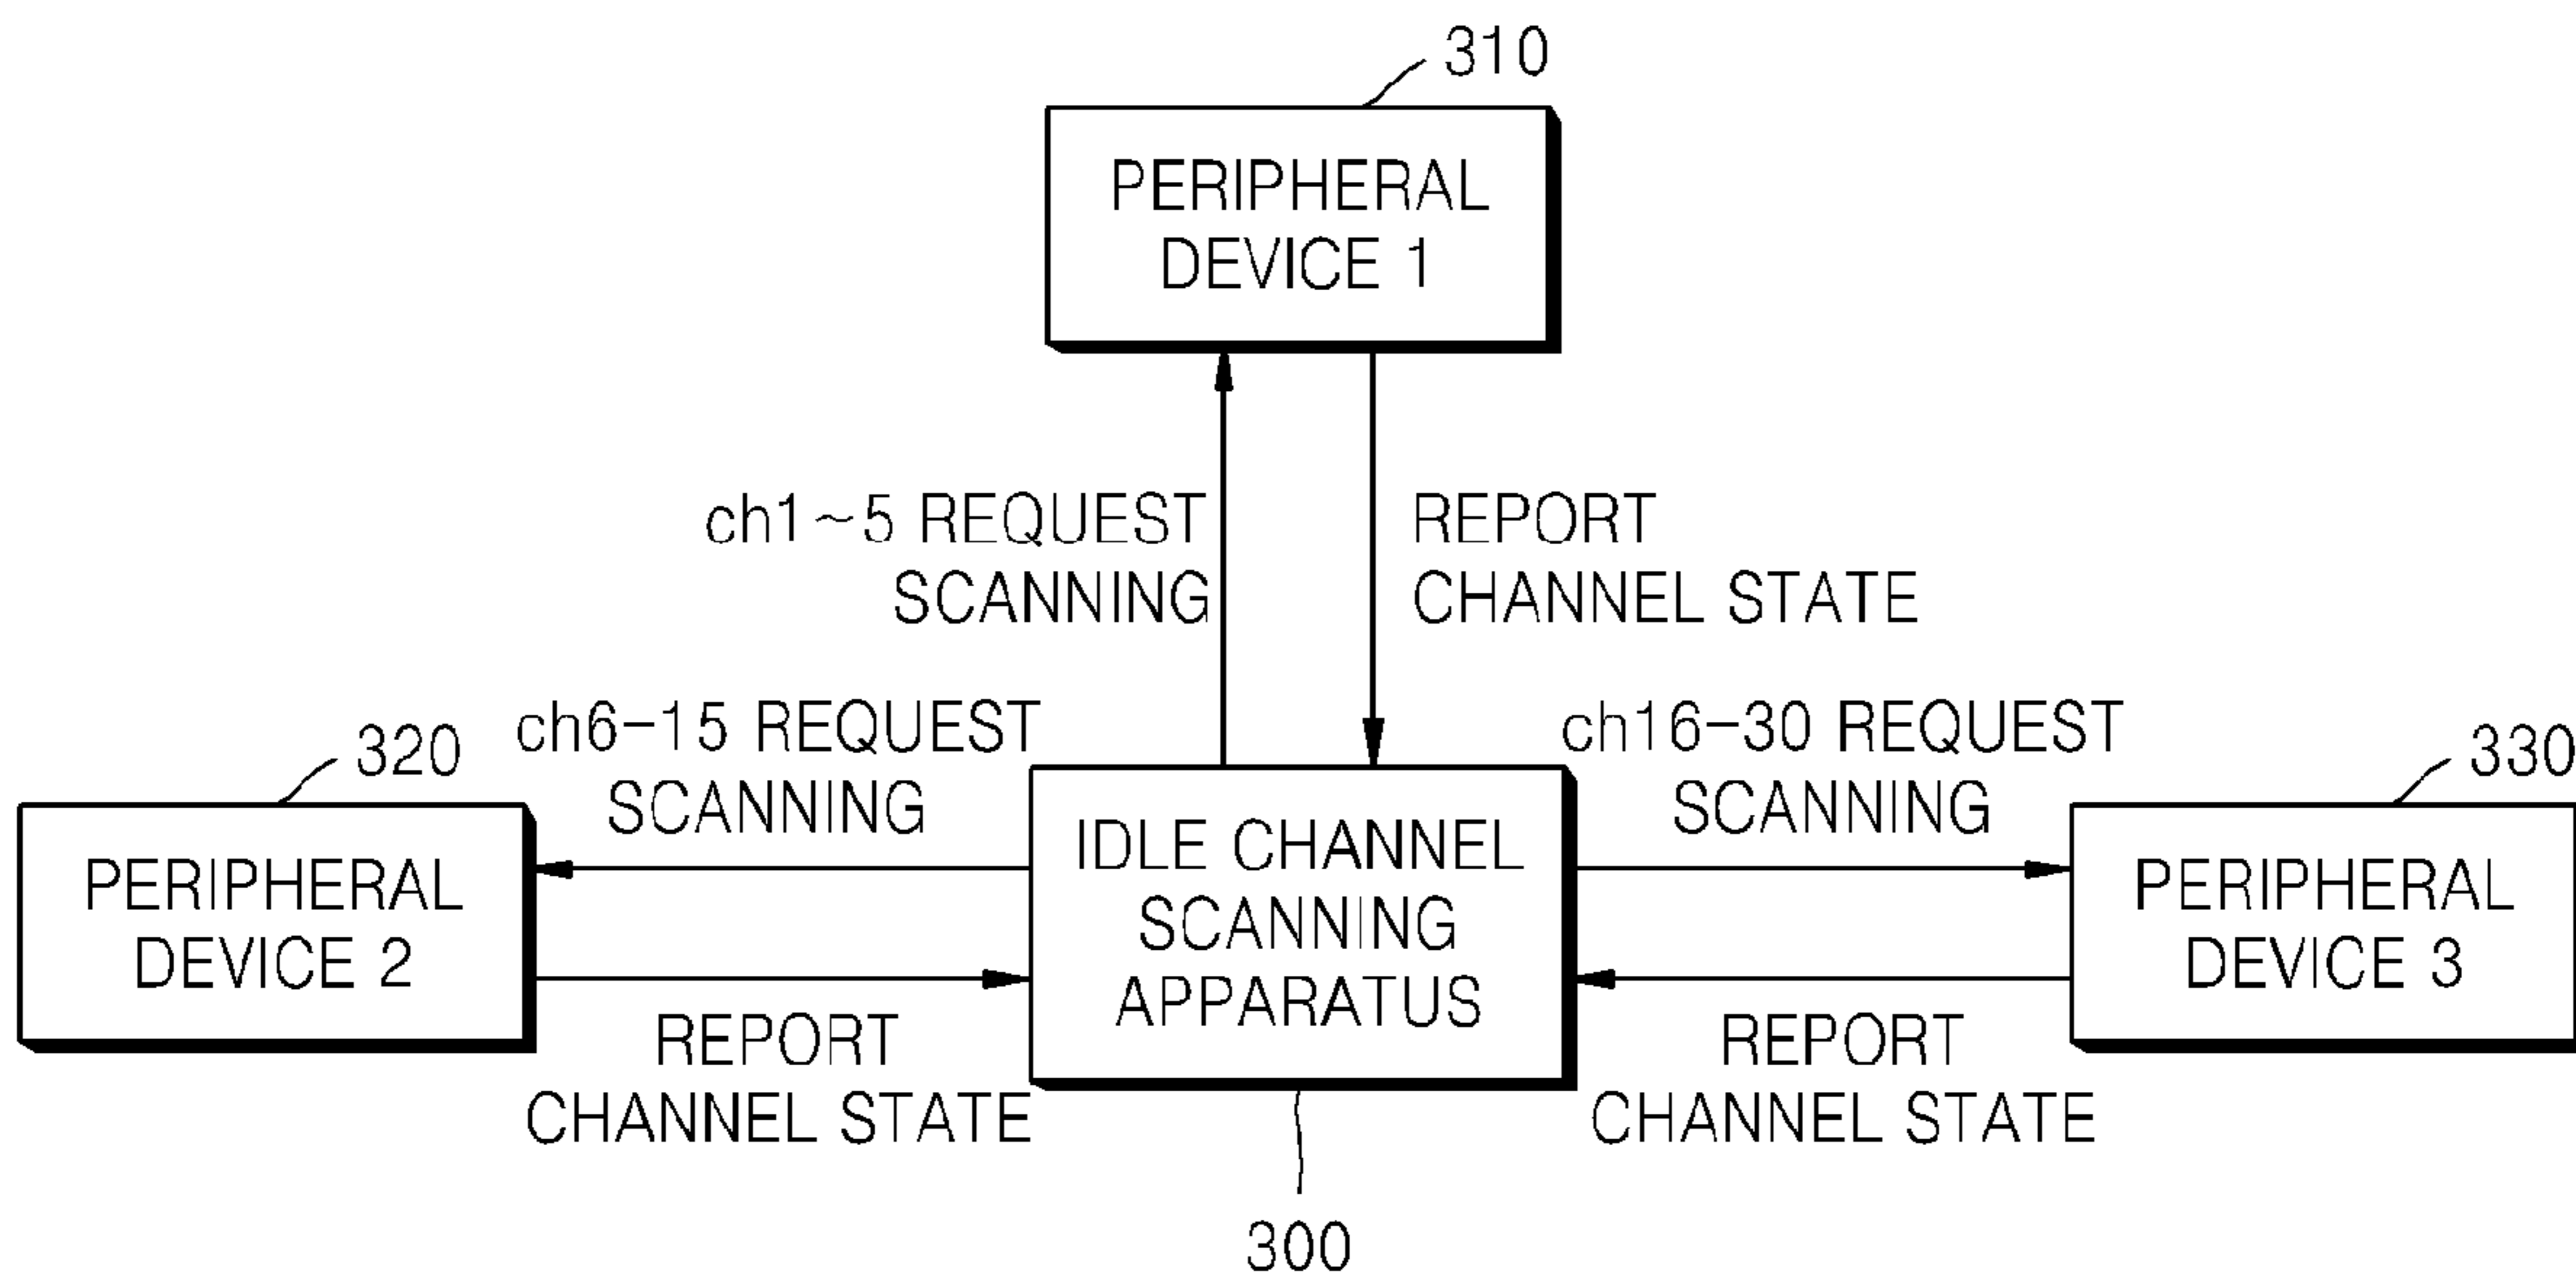 310
PERIPHERAL
DEVICE 1
ch1~5 REQUEST
SCANNING
REPORT
CHANNEL STATE
320
ch6-15 REQUEST
SCANNING
ch16-30 REQUEST
SCANNING
330
PERIPHERAL
DEVICE 2
IDLE CHANNEL
SCANNING
APPARATUS
PERIPHERAL
DEVICE 3
REPORT
CHANNEL STATE
REPORT
CHANNEL STATE
300